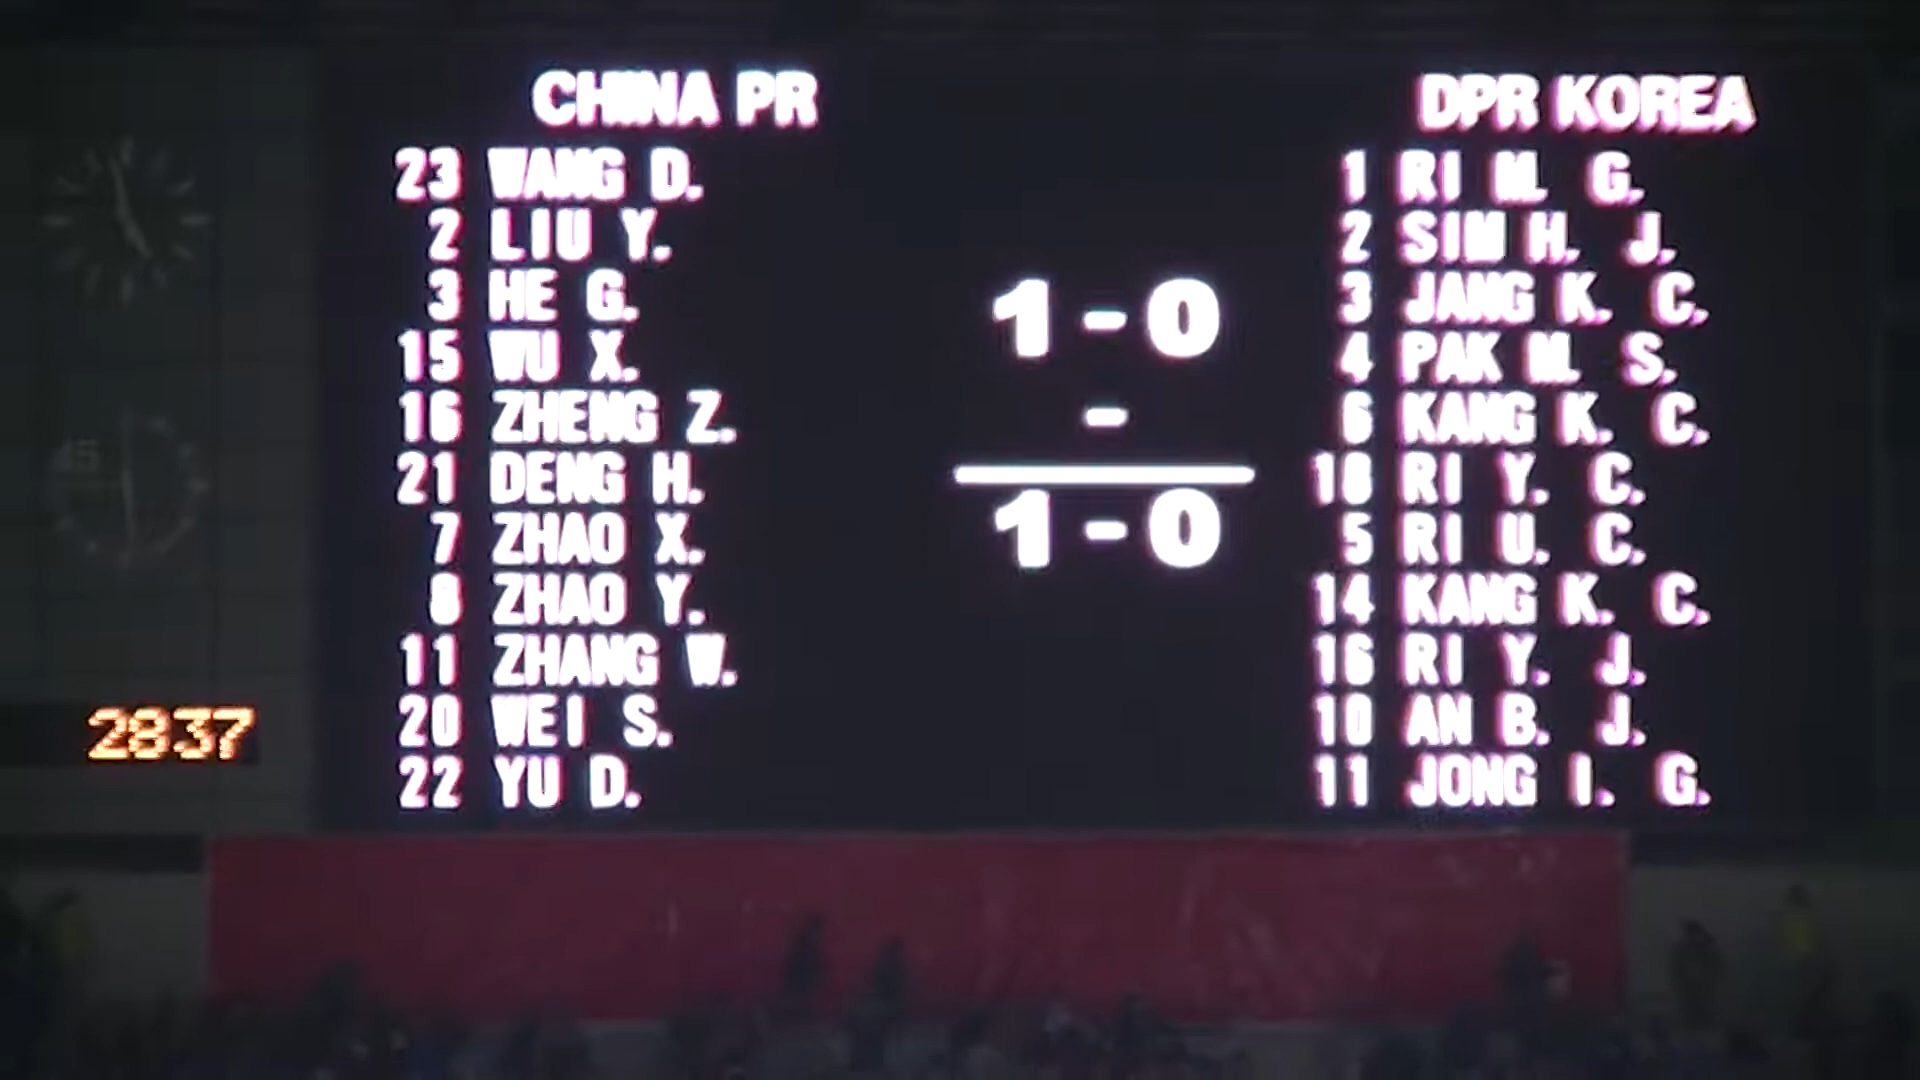 CHINA PR
23 WANG D.
2 LIU Y.
3 HE G.
15 WU X.
16 ZHENG Z.
21 DENG H.
7 ZHAO X.
8 ZHAO Y.
11 ZHANG W.
20 WEI S.
22 YU D.
1-0
-
1-0
DPR KOREA
1 RI M. G.
2 SIM H. J.
3 JANG K. C.
4 PAK M. S.
6 KANG K. C.
18 RI Y. C.
5 RI U. C.
14 KANG K. C.
16 RI Y. J.
10 AN B. J.
11 JONG I. G.
2837
45